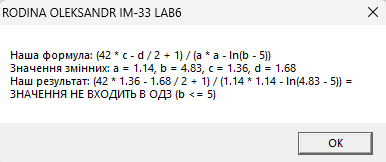 RODINA OLEKSANDR IM-33 LAB6
Наша формула: (42 * c - d / 2 + 1) / (a * a - ln(b - 5))
Значення змінних: a = 1.14, b = 4.83, c = 1.36, d = 1.68
Наш результат: (42 * 1.36 - 1.68 / 2 + 1) / (1.14 * 1.14 - ln(4.83 - 5)) =
ЗНАЧЕННЯ НЕ ВХОДИТЬ В ОДЗ (b <= 5)
OK